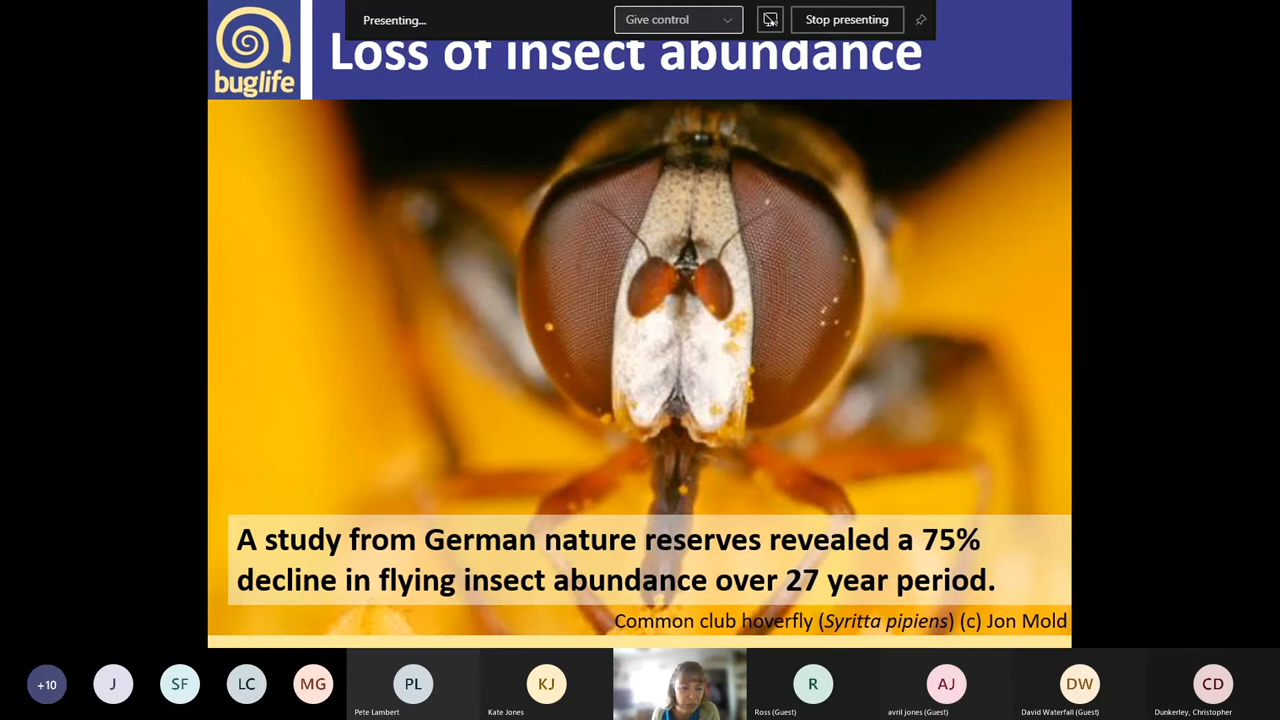 Presenting...
Give control
Stop presenting
buglife
Loss of insect abundance
A study from German nature reserves revealed a 75%
decline in flying insect abundance over 27 year period.
Common club hoverfly (Syritta pipiens) (c) Jon Mold
+10
J
SF
LC
MG
PL
KJ
R
AJ
DW
CD
Pete Lambert
Kate Jones
Ross (Guest)
avril jones (Guest)
David Waterfall (Guest)
Dunkerley, Christopher